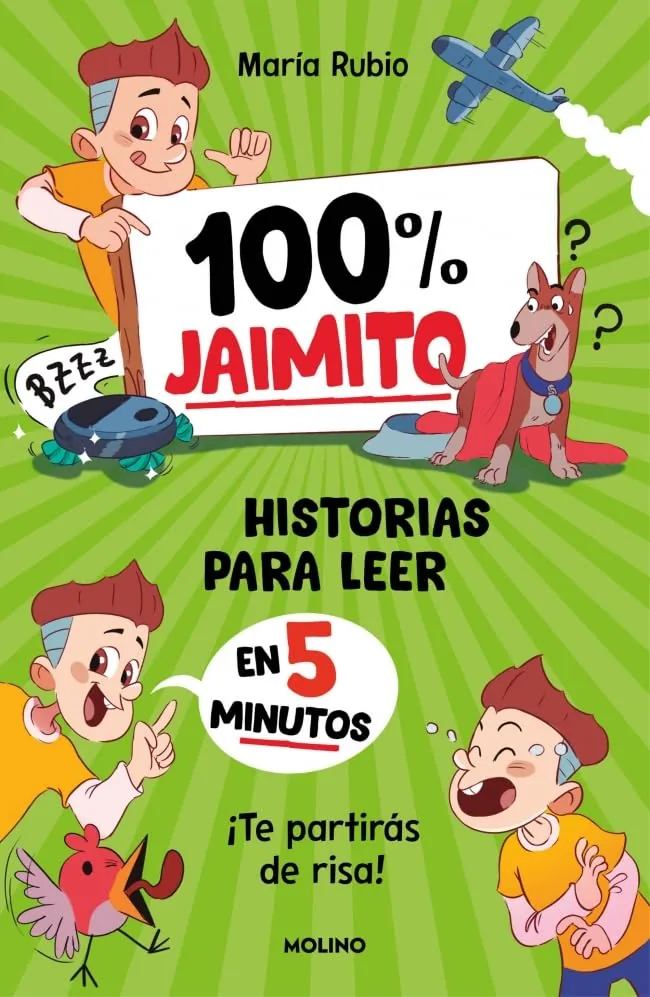 María Rubio
100%
JAIMITO
BZZZ
?
?
HISTORIAS
PARA LEER
EN 5
MINUTOS
¡Te partirás
de risa!
MOLINO